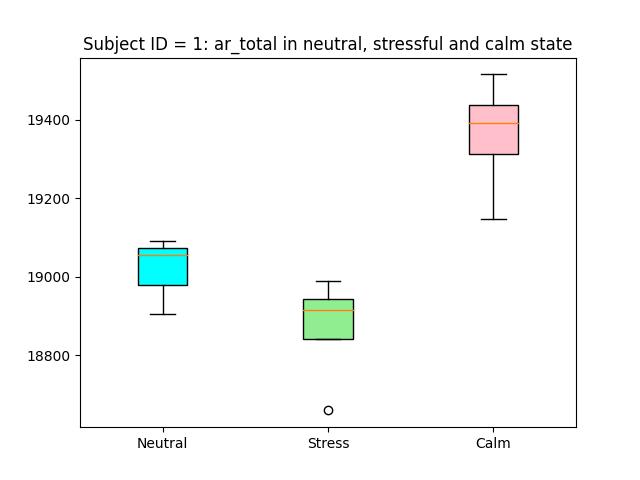 Subject ID = 1: ar_total in neutral, stressful and calm state
19400
19200
19000
18800
Neutral Stress Calm